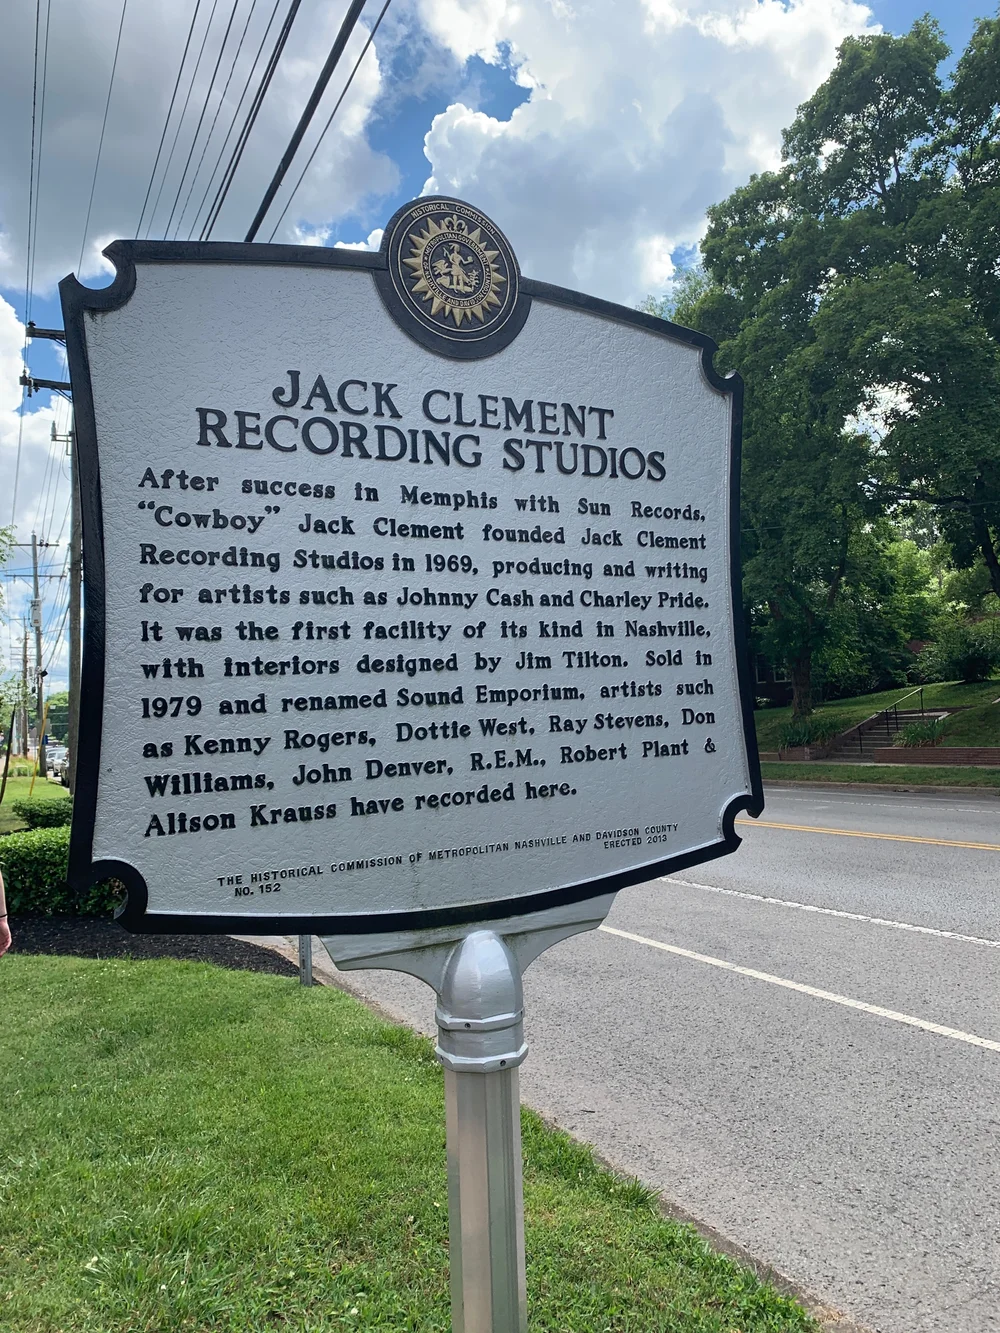 HISTORICAL COMMISSION
JACK CLEMENT
RECORDING STUDIOS
After success in Memphis with Sun Records,
“Cowboy” Jack Clement founded Jack Clement
Recording Studios in 1969, producing and writing
for artists such as Johnny Cash and Charley Pride.
It was the first facility of its kind in Nashville,
with interiors designed by Jim Tilton. Sold in
1979 and renamed Sound Emporium, artists such
as Kenny Rogers, Dottie West, Ray Stevens, Don
Williams, John Denver, R.E.M., Robert Plant &
Alison Krauss have recorded here.
THE HISTORICAL COMMISSION OF METROPOLITAN NASHVILLE AND DAVIDSON COUNTY
NO. 152 ERECTED 2013